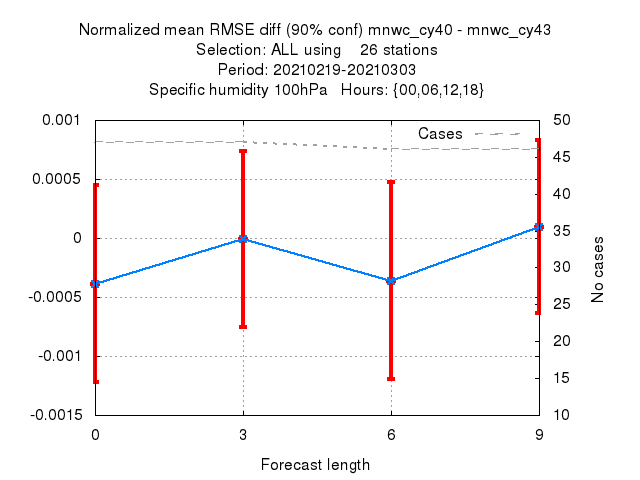 Normalized mean RMSE diff (90% conf) mnwc_cy40 - mnwc_cy43
Selection: ALL using    26 stations
Period: 20210219-20210303
Specific humidity 100hPa   Hours: {00,06,12,18}
Cases
0.001
0.0005
0
-0.0005
-0.001
-0.0015
50
45
40
35
30
25
20
15
10
No cases
0
3
6
9
Forecast length